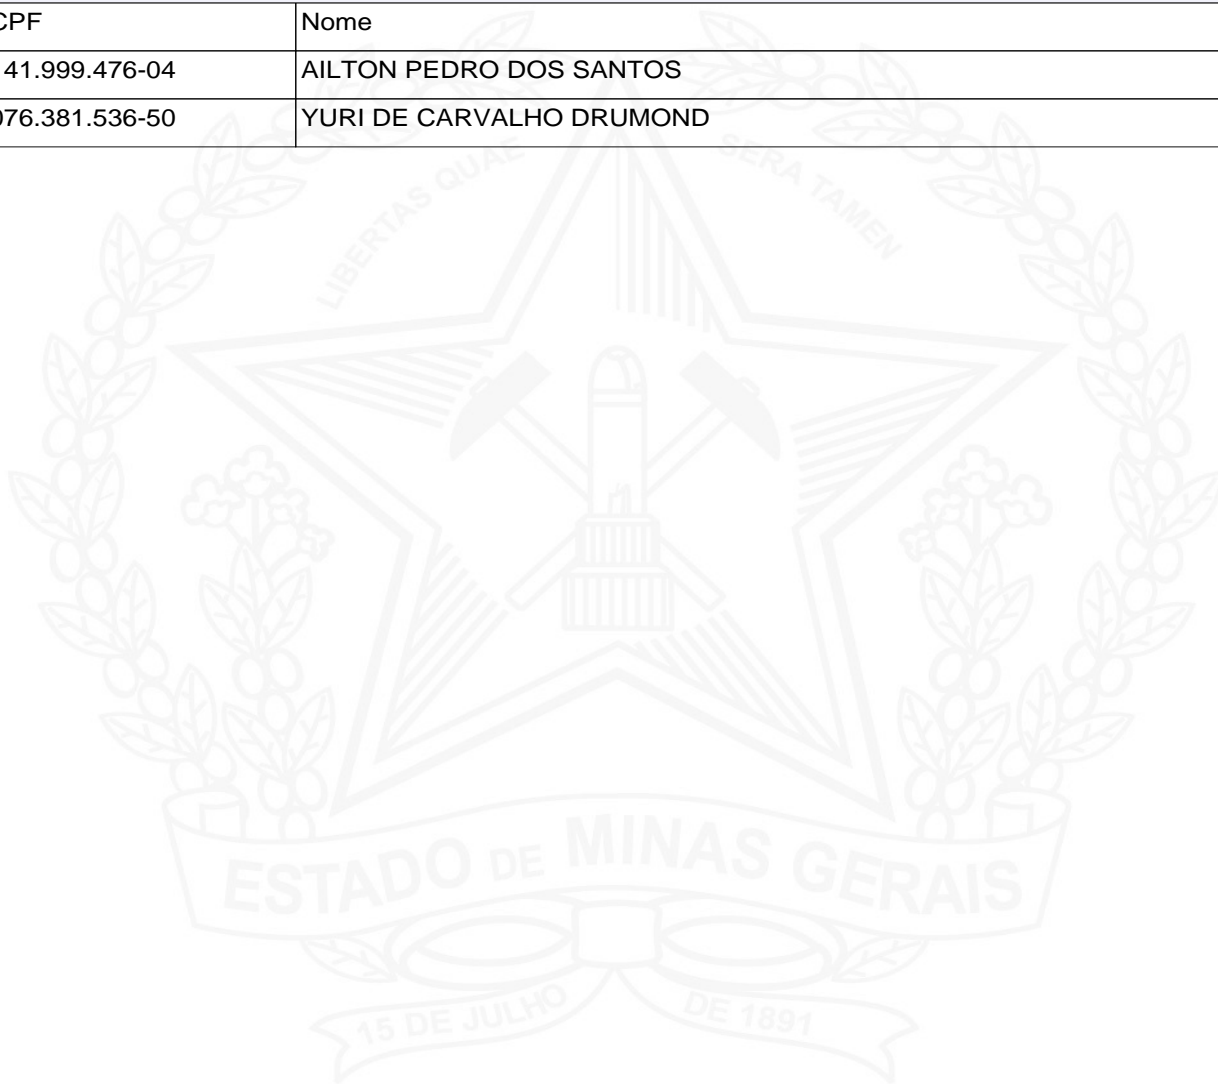 CPF Nome
41.999.476-04 AILTON PEDRO DOS SANTOS
076.381.536-50 YURI DE CARVALHO DRUMOND
LIBERTAS QUAE SERA TAMEN
ESTADO DE MINAS GERAIS
15 DE JULHO DE 1891